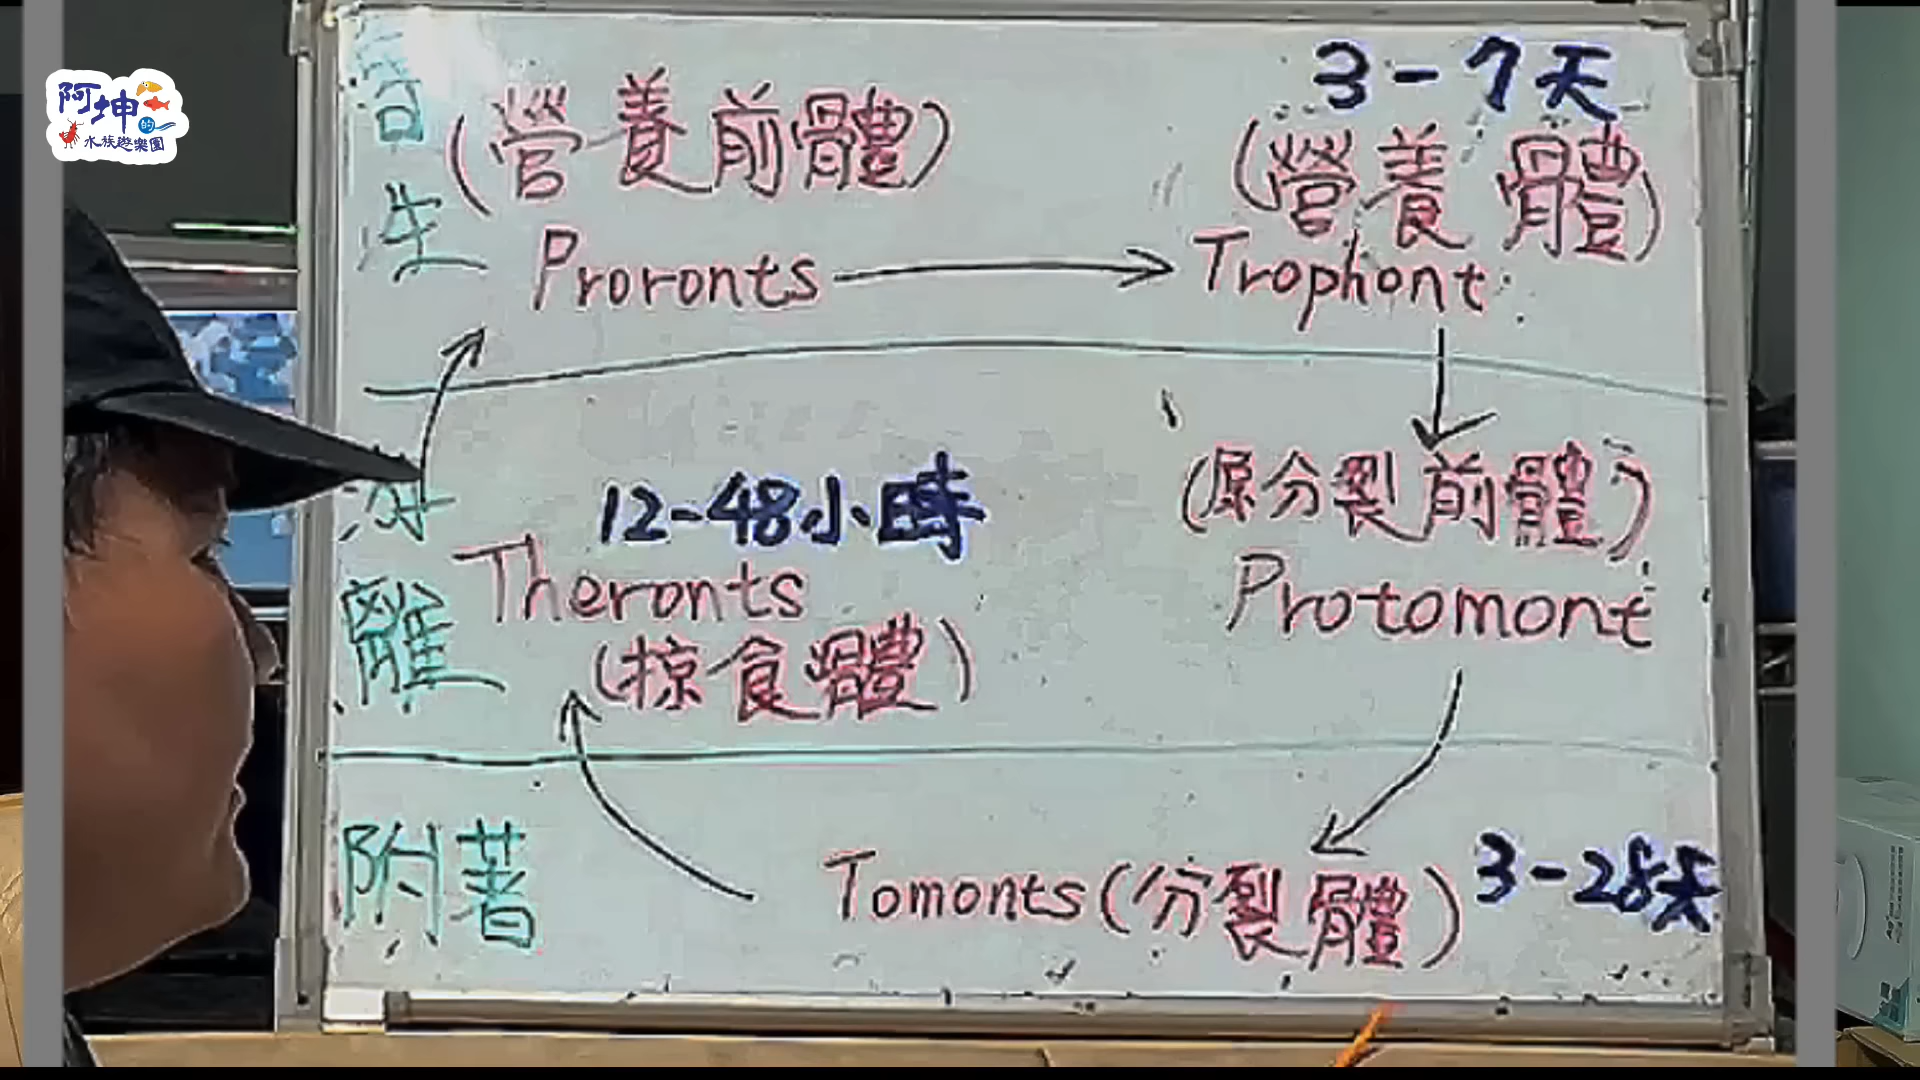 阿坤的
水族遊樂園
寄生
3-7天
(營養前體)
(營養體)
Proronts
Trophont
游離
12-48小時
(原分裂前體)
Theronts
Protomont
(掠食體)
附著
Tomonts(分裂體)
3-28天